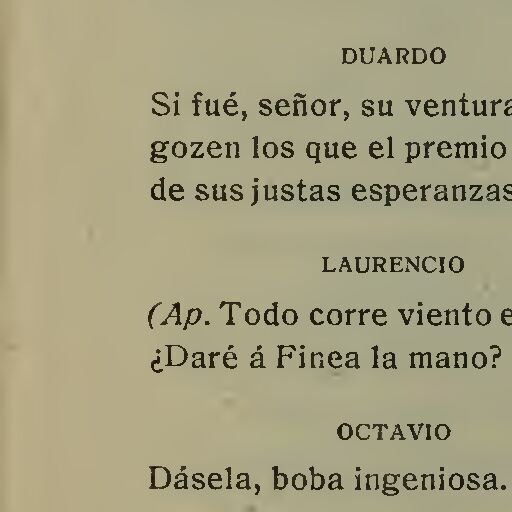 DUARDO
Si fué, señor, su ventura
gozen los que el premio
de sus justas esperanzas
LAURENCIO
(Ap. Todo corre viento e
¿Daré á Finea la mano?
OCTAVIO
Dásela, boba ingeniosa.